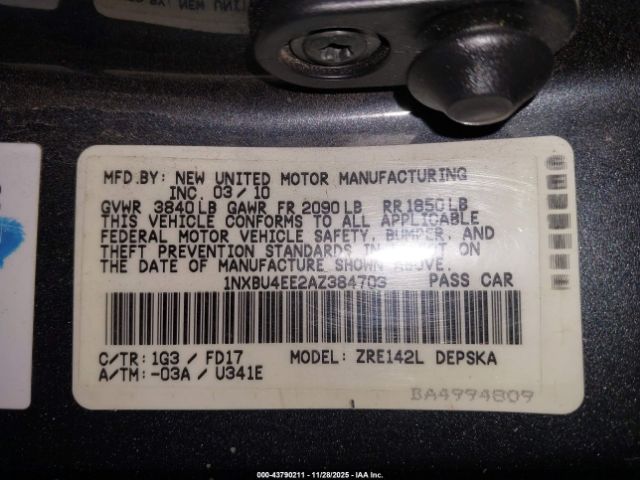 MFD.BY: NEW UNITED MOTOR MANUFACTURING
INC. 03/10
GVWR 3840LB GAWR FR 2090LB RR1850LB
THIS VEHICLE CONFORMS TO ALL APPLICABLE
FEDERAL MOTOR VEHICLE SAFETY, BUMPER, AND
THEFT PREVENTION STANDARDS IN EFFECT ON
THE DATE OF MANUFACTURE SHOWN ABOVE.
1NXBU4EE2AZ384703 PASS CAR
C/TR: 1G3 / FD17 MODEL: ZRE142L DEPSKA
A/TM: -03A / U341E
BA4994809
000-43790211 - 11/28/2025 - IAA Inc.